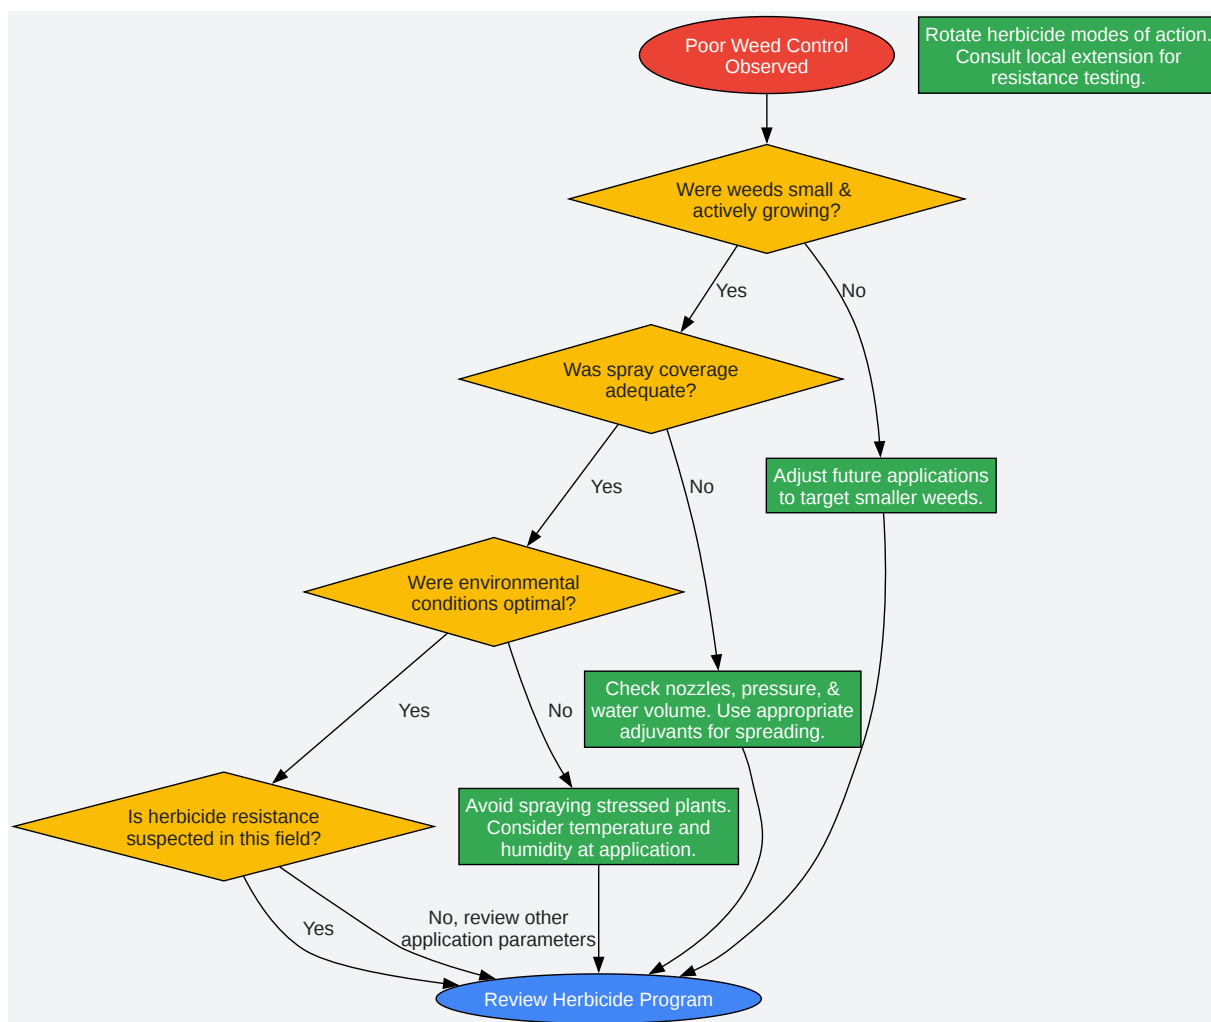 Poor Weed Control
Observed
Rotate herbicide modes of action.
Consult local extension for
resistance testing.
Were weeds small &
actively growing?
Yes
No
Was spray coverage
adequate?
Yes
No
Adjust future applications
to target smaller weeds.
Were environmental
conditions optimal?
Yes
No
Check nozzles, pressure, &
water volume. Use appropriate
adjuvants for spreading.
Is herbicide resistance
suspected in this field?
Avoid spraying stressed plants.
Consider temperature and
humidity at application.
Yes
No, review other
application parameters
Review Herbicide Program